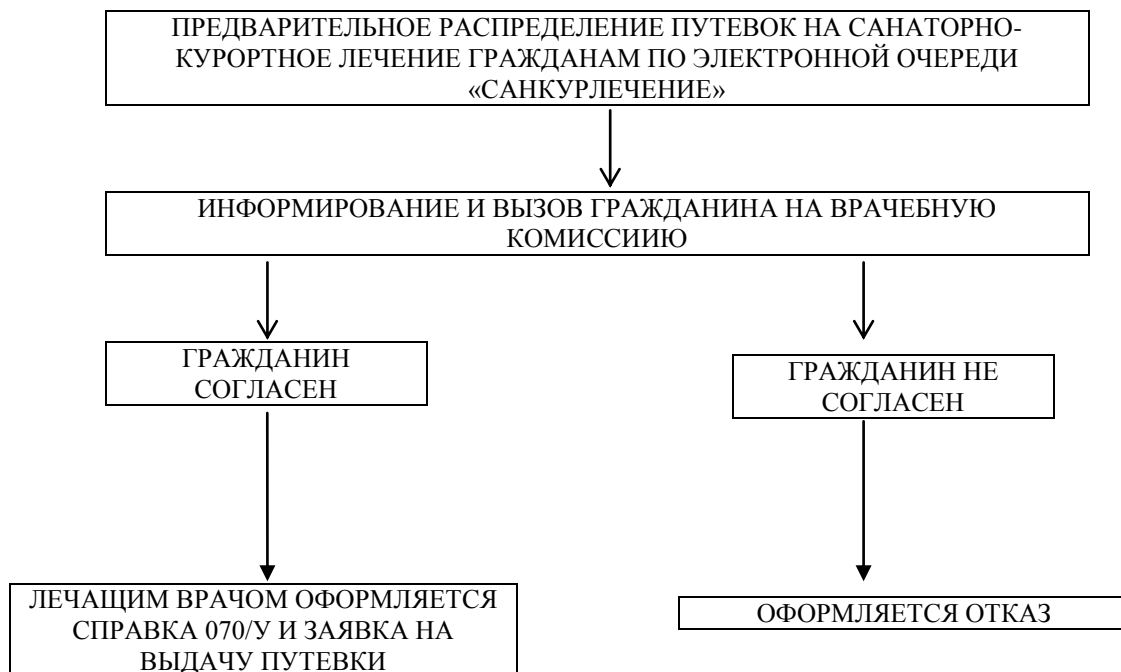 ПРЕДВАРИТЕЛЬНОЕ РАСПРЕДЕЛЕНИЕ ПУТЕВОК НА САНАТОРНО-
КУРОРТНОЕ ЛЕЧЕНИЕ ГРАЖДАНАМ ПО ЭЛЕКТРОННОЙ ОЧЕРЕДИ
«САНКУРЛЕЧЕНИЕ»
ИНФОРМИРОВАНИЕ И ВЫЗОВ ГРАЖДАНИНА НА ВРАЧЕБНУЮ
КОМИССИИЮ
ГРАЖДАНИН
СОГЛАСЕН
ГРАЖДАНИН НЕ
СОГЛАСЕН
ЛЕЧАЩИМ ВРАЧОМ ОФОРМЛЯЕТСЯ
СПРАВКА 070/У И ЗАЯВКА НА
ВЫДАЧУ ПУТЕВКИ
ОФОРМЛЯЕТСЯ ОТКАЗ